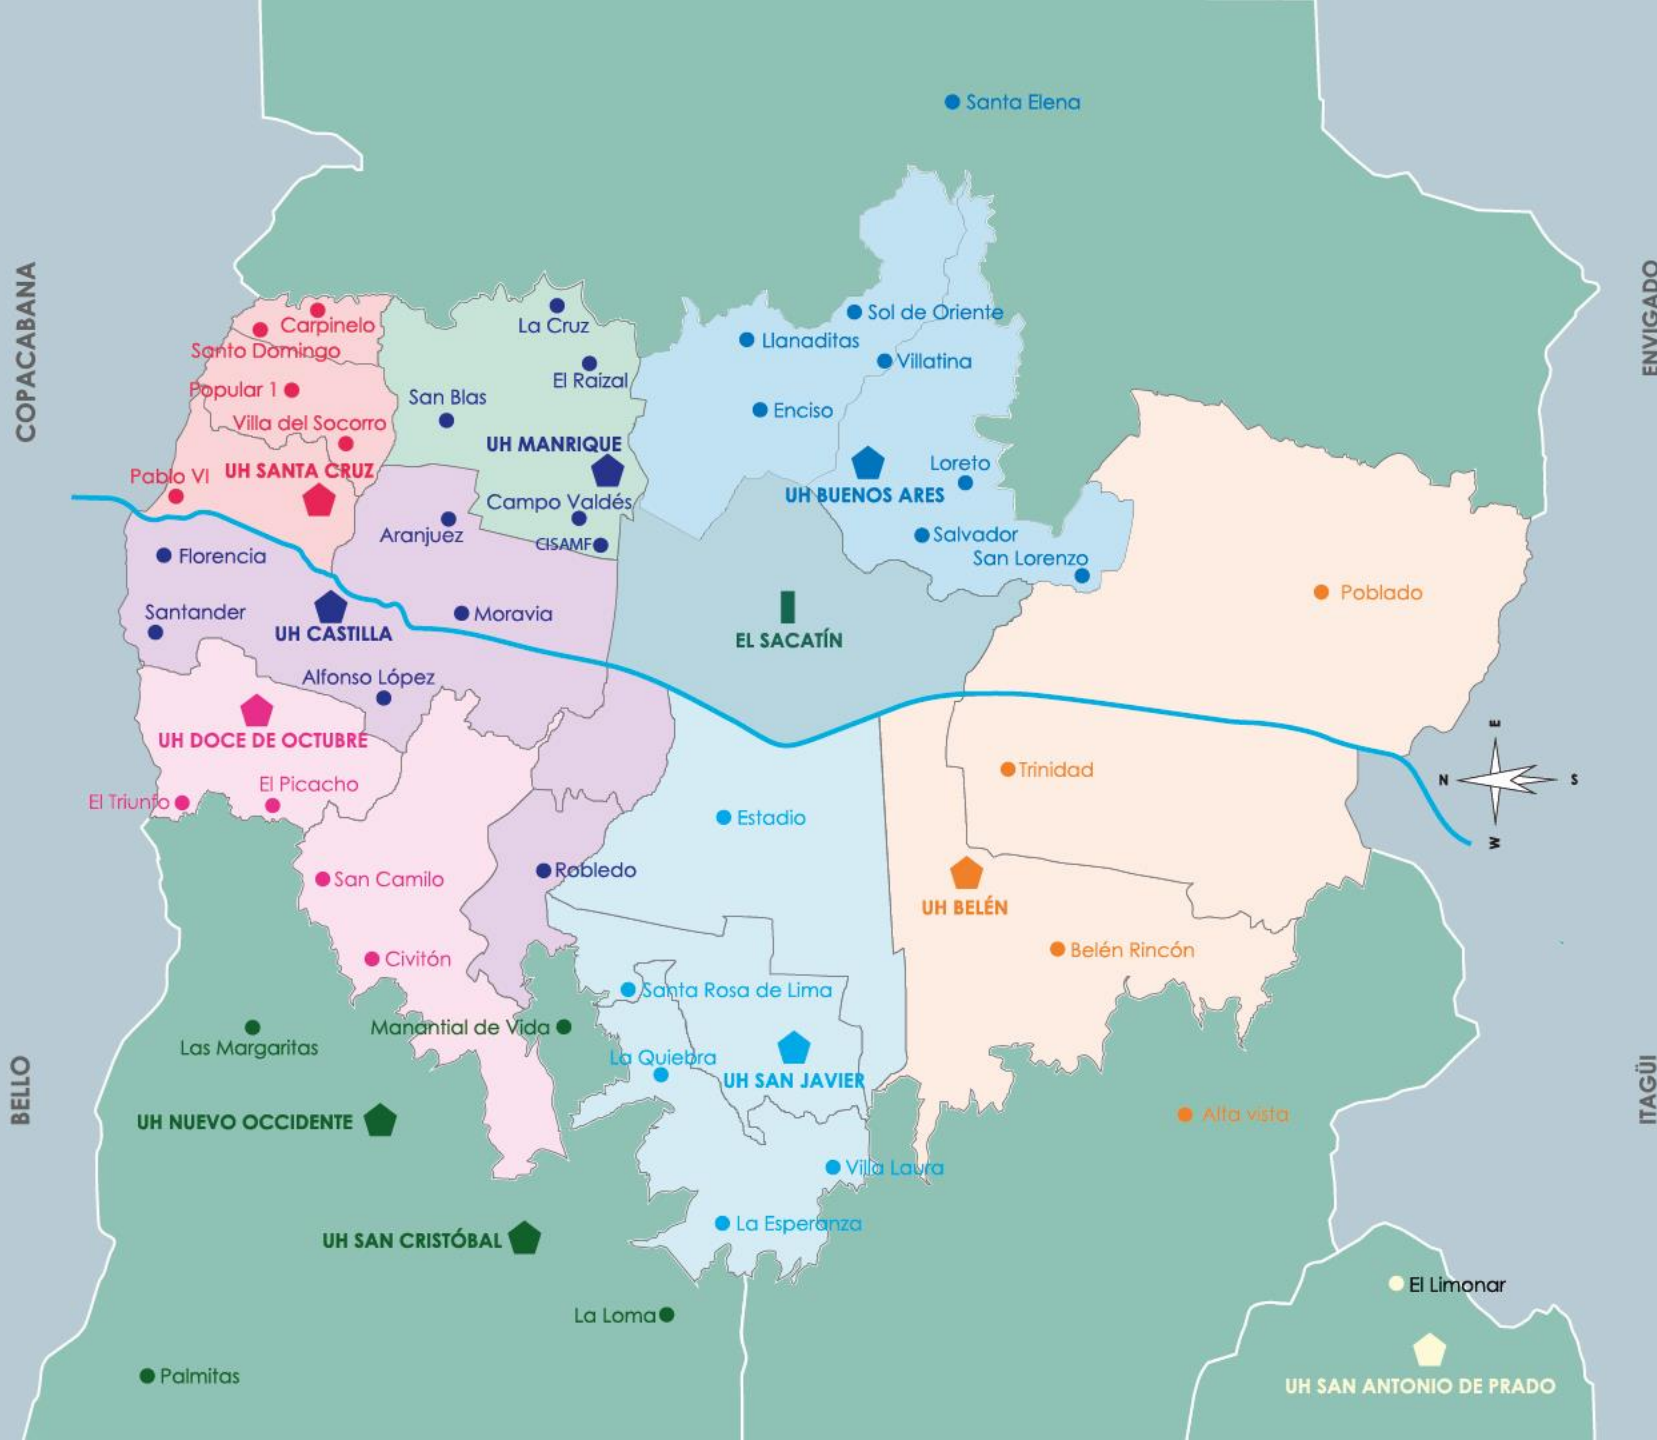 Santa Elena
COPACABANA
ENVIGADO
Carpinelo
Santo Domingo
Popular 1
Villa del Socorro
Pablo VI
UH SANTA CRUZ
La Cruz
El Raizal
San Blas
UH MANRIQUE
Campo Valdés
CISAMF
Aranjuez
Sol de Oriente
Llanaditas
Villatina
Enciso
Loreto
UH BUENOS ARES
Salvador
San Lorenzo
Poblado
Florencia
Santander
UH CASTILLA
Moravia
Alfonso López
EL SACATÍN
UH DOCE DE OCTUBRE
El Picacho
El Triunfo
Estadio
Trinidad
E
N
S
W
San Camilo
Robledo
UH BELÉN
Civitón
Belén Rincón
Santa Rosa de Lima
Las Margaritas
Manantial de Vida
La Quiebra
UH SAN JAVIER
BELLO
ITAGÜI
UH NUEVO OCCIDENTE
Alta vista
Villa Laura
La Esperanza
UH SAN CRISTÓBAL
El Limonar
La Loma
Palmitas
UH SAN ANTONIO DE PRADO